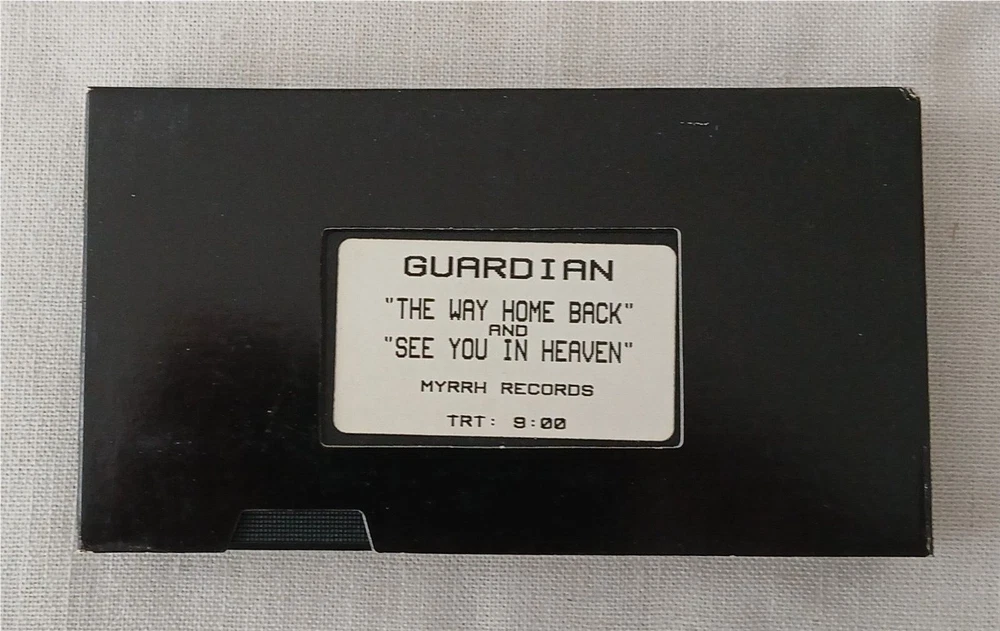 GUARDIAN
"THE WAY HOME BACK"
AND
"SEE YOU IN HEAVEN"
MYRRH RECORDS
TRT: 9:00